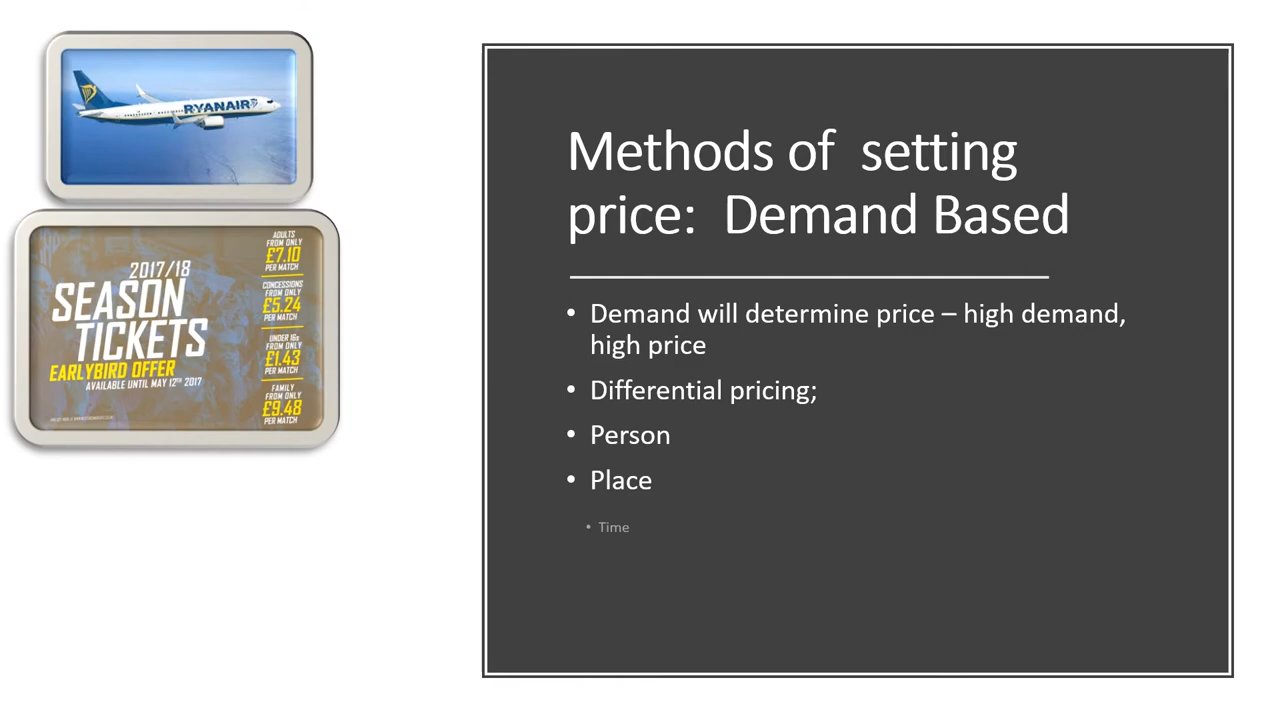 RYANAIR
2017/18
SEASON
TICKETS
EARLYBIRD OFFER
AVAILABLE UNTIL MAY 12TH 2017
ADULTS
FROM ONLY
£7.10
PER MATCH
CONCESSIONS
FROM ONLY
£5.24
PER MATCH
UNDER 16s
FROM ONLY
£1.43
PER MATCH
FAMILY
FROM ONLY
£9.48
PER MATCH
Methods of setting
price: Demand Based
• Demand will determine price – high demand,
high price
• Differential pricing;
• Person
• Place
• Time